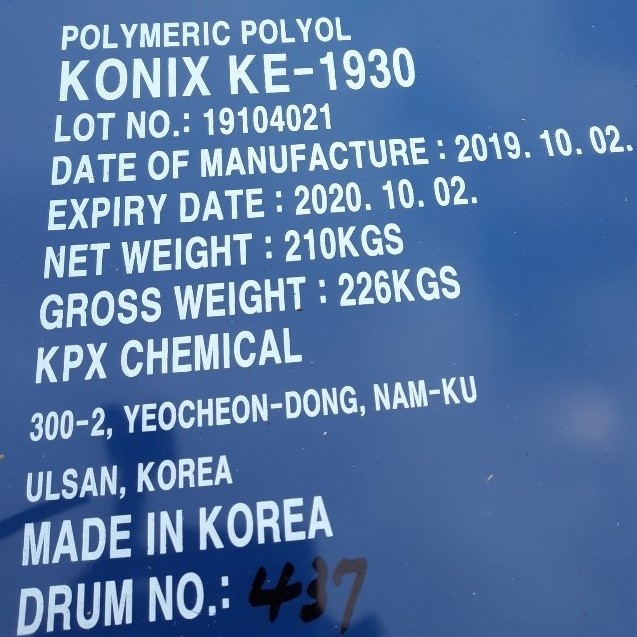 POLYMERIC POLYOL
KONIX KE-1930
LOT NO.: 19104021
DATE OF MANUFACTURE : 2019. 10. 02.
EXPIRY DATE : 2020. 10. 02.
NET WEIGHT : 210KGS
GROSS WEIGHT : 226KGS
KPX CHEMICAL
300-2, YEOCHEON-DONG, NAM-KU
ULSAN, KOREA
MADE IN KOREA
DRUM NO.: 437